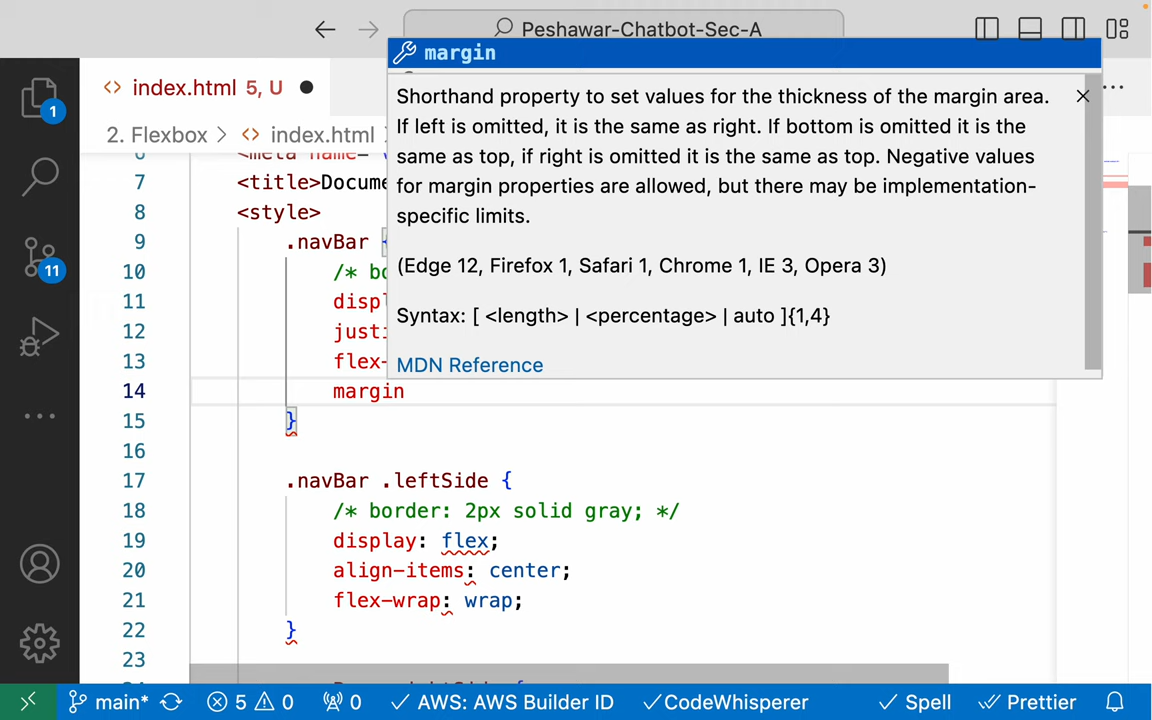 Peshawar-Chatbot-Sec-A
margin
index.html 5, U
1
Shorthand property to set values for the thickness of the margin area.
If left is omitted, it is the same as right. If bottom is omitted it is the
same as top, if right is omitted it is the same as top. Negative values
for margin properties are allowed, but there may be implementation-
specific limits.
(Edge 12, Firefox 1, Safari 1, Chrome 1, IE 3, Opera 3)
Syntax: [ <length> | <percentage> | auto ]{1,4}
MDN Reference
2. Flexbox > <> index.html
6 <meta name=
7 <title>Docume
8 <style>
9 .navBar {
10 /* bo
11 displ
12 justi
13 flex-
14 margin
15 }
16
17 .navBar .leftSide {
18 /* border: 2px solid gray; */
19 display: flex;
20 align-items: center;
21 flex-wrap: wrap;
22 }
23
11
main* 5 0 0 AWS: AWS Builder ID CodeWhisperer Spell Prettier